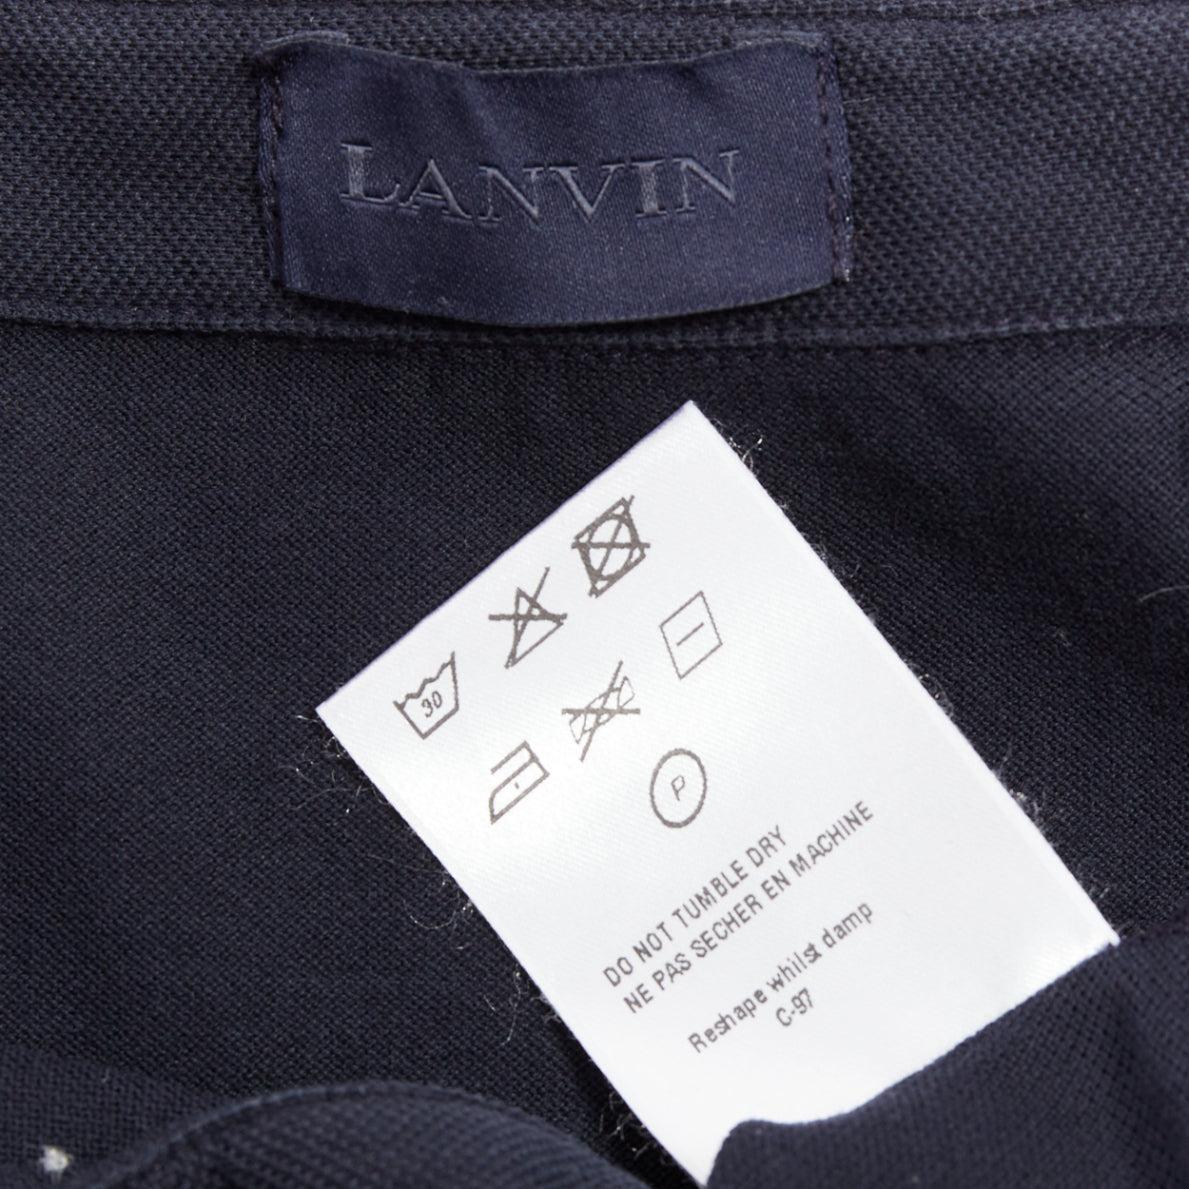 LANVIN
30
P
DO NOT TUMBLE DRY
NE PAS SECHER EN MACHINE
Reshape whilst damp
C-97